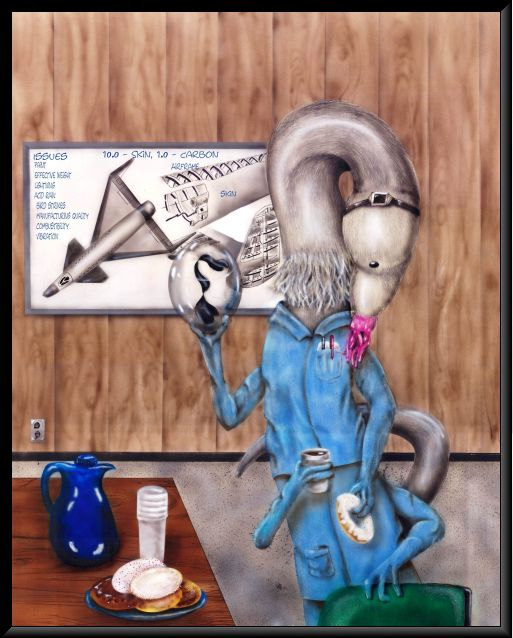 ISSUES
PAINT
EFFECTIVE WEIGHT
LIGHTNING
ACID RAIN
BIRD STRIKES
MANUFACTURING QUALITY
COMBUSTIBILITY
VIBRATION
10.0 - SKIN, 1.0 - CARBON
AIRFRAME
SKIN